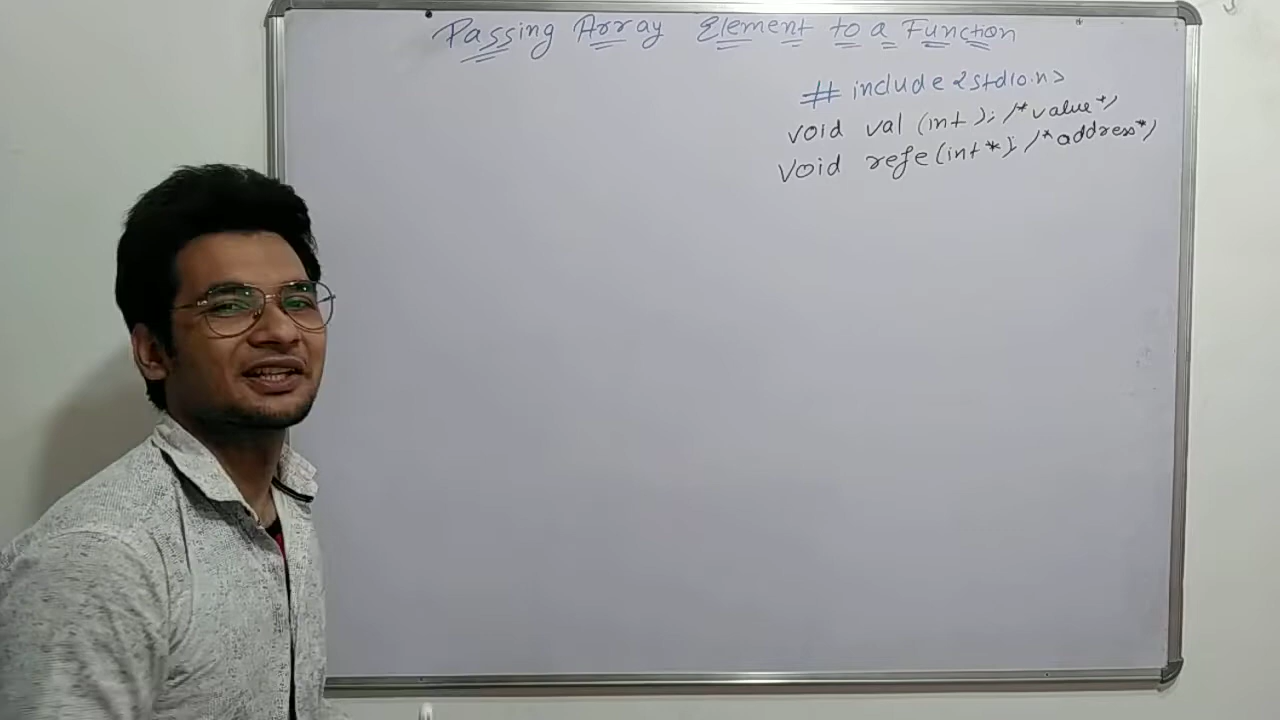 Passing Array Element to a Function
# include <stdio.h>
void val (int); /*value*/
void refe(int*); /*address*/